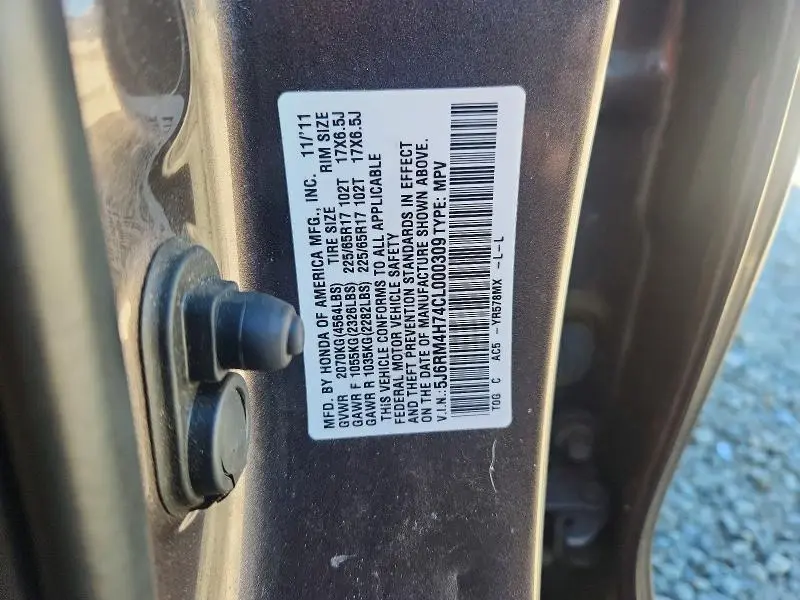 MFD. BY HONDA OF AMERICA MFG., INC. 11/'11
GVWR 2070KG(4564LBS) TIRE SIZE RIM SIZE
GAWR F 1055KG(2326LBS) 225/65R17 102T 17X6.5J
GAWR R 1035KG(2282LBS) 225/65R17 102T 17X6.5J
THIS VEHICLE CONFORMS TO ALL APPLICABLE
FEDERAL MOTOR VEHICLE SAFETY
AND THEFT PREVENTION STANDARDS IN EFFECT
ON THE DATE OF MANUFACTURE SHOWN ABOVE.
V.I.N.: 5J6RM4H74CL000309 TYPE: MPV
TOG C AC5 -YR578MX -L-L